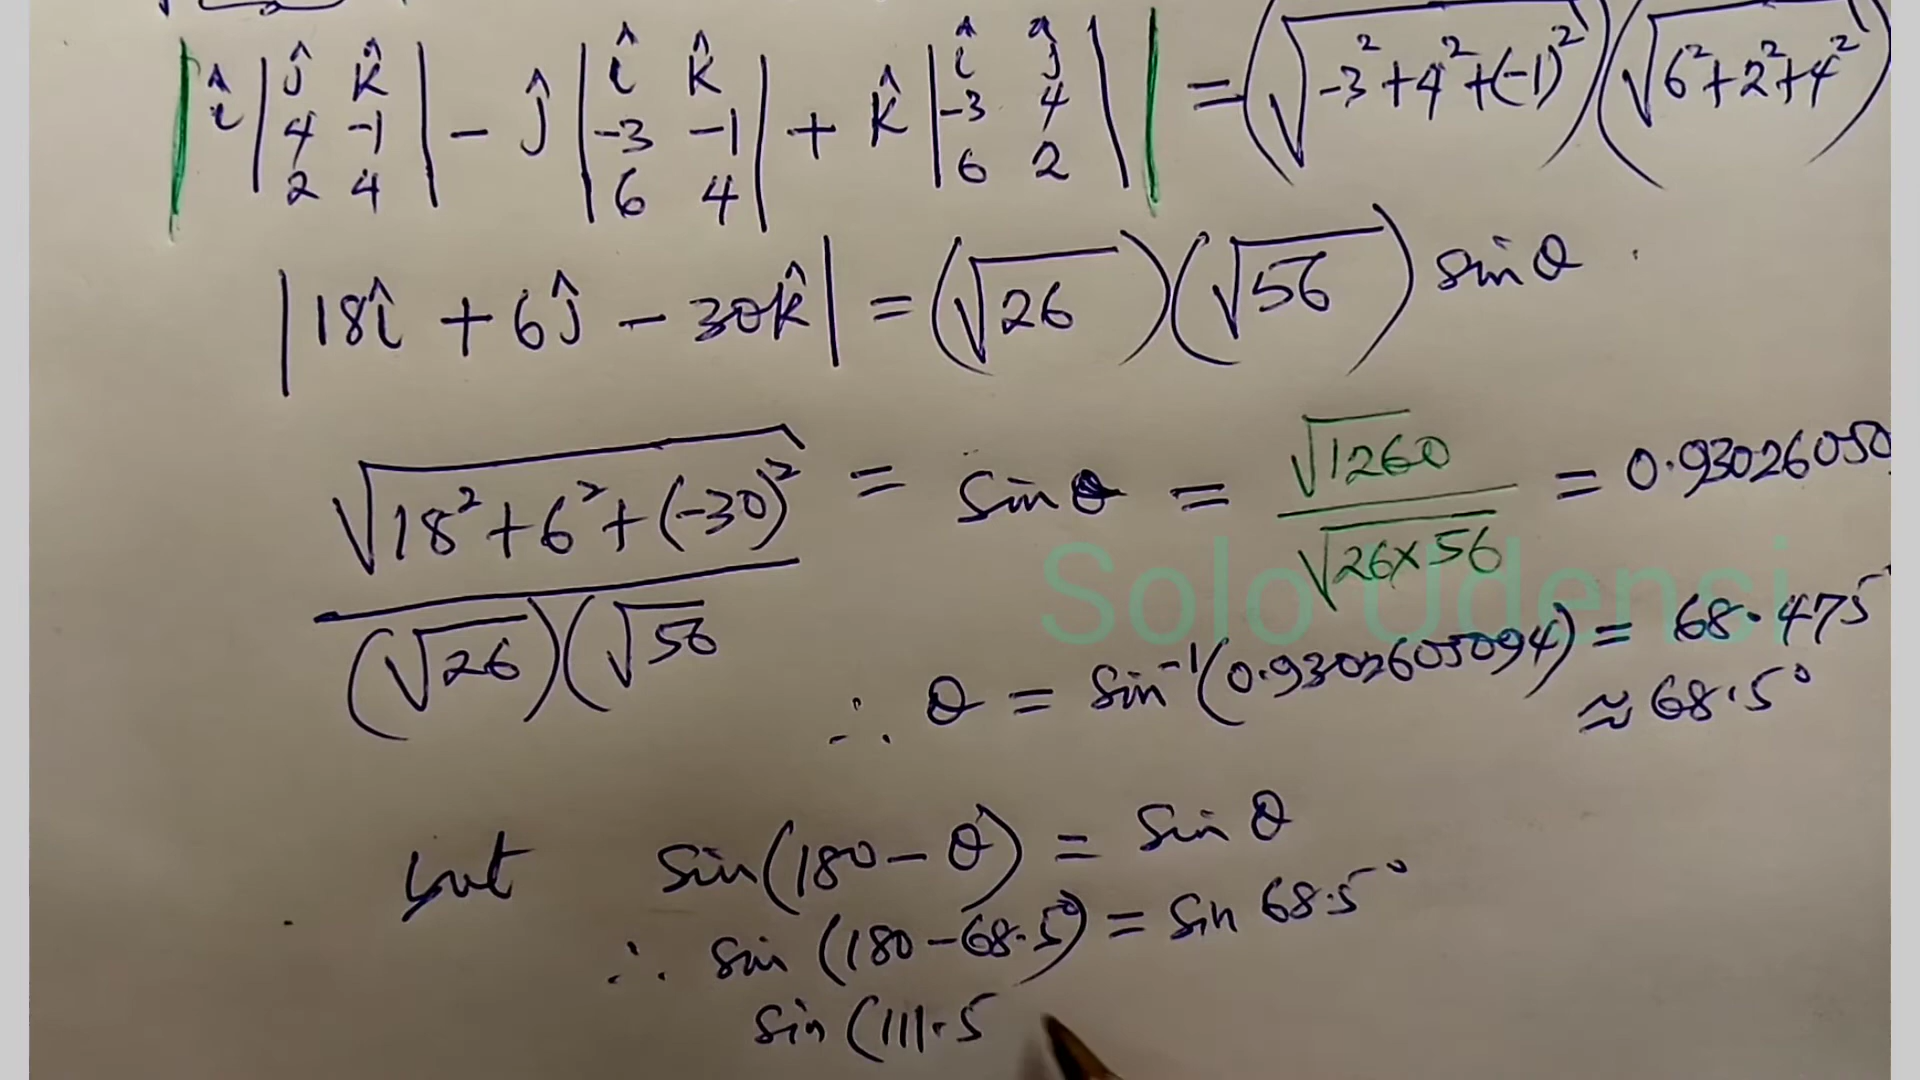 | î | ĵ k̂ | − ĵ | î k̂ | + k̂ | î ĵ | | = (√-3²+4²+(-1)²)(√6²+2²+4²
4 -1 -3 -1 -3 4
2 4 6 4 6 2
|18î + 6ĵ − 30k̂| = (√26)(√56) sinθ
√18²+6²+(-30)² / (√26)(√56 = sinθ = √1260 / √26×56 = 0.93026050
∴ θ = sin⁻¹(0.9302605094) = 68.475°
≈ 68.5°
but sin(180−θ) = sinθ
∴ sin(180−68.5°) = sin 68.5°
sin(111.5
Solo Udensi